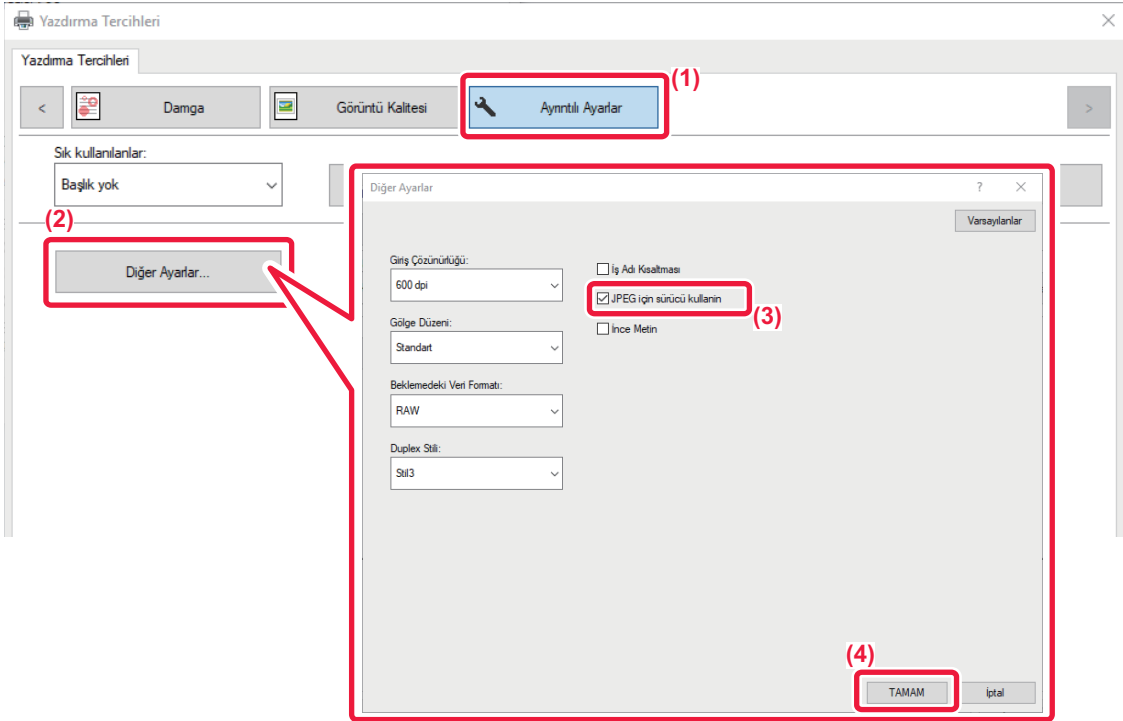 Yazdırma Tercihleri
Yazdırma Tercihleri
(1)
<
Damga
Görüntü Kalitesi
Ayrıntılı Ayarlar
>
Sık kullanılanlar:
Başlık yok
(2)
Diğer Ayarlar...
Diğer Ayarlar
?
Varsayılanlar
Giriş Çözünürlüğü:
600 dpi
Gölge Düzeni:
Standart
Beklemedeki Veri Formatı:
RAW
Duplex Stili:
Stil3
İş Adı Kısaltması
JPEG için sürücü kullanin
(3)
İnce Metin
(4)
TAMAM
İptal